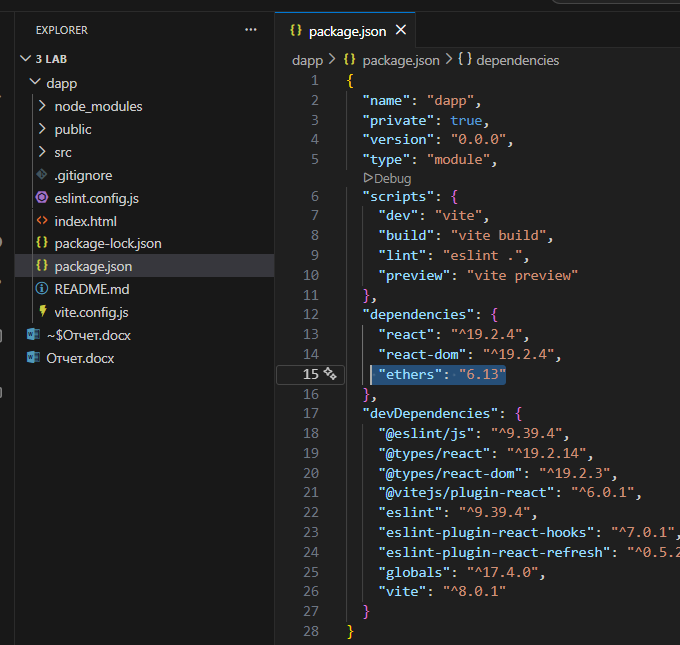 EXPLORER
···
3 LAB
dapp
node_modules
public
src
.gitignore
eslint.config.js
index.html
package-lock.json
package.json
README.md
vite.config.js
~$Отчет.docx
Отчет.docx
{} package.json ×
dapp > {} package.json > {} dependencies
1 {
2 "name": "dapp",
3 "private": true,
4 "version": "0.0.0",
5 "type": "module",
Debug
6 "scripts": {
7 "dev": "vite",
8 "build": "vite build",
9 "lint": "eslint .",
10 "preview": "vite preview"
11 },
12 "dependencies": {
13 "react": "^19.2.4",
14 "react-dom": "^19.2.4",
15 "ethers": "6.13"
16 },
17 "devDependencies": {
18 "@eslint/js": "^9.39.4",
19 "@types/react": "^19.2.14",
20 "@types/react-dom": "^19.2.3",
21 "@vitejs/plugin-react": "^6.0.1",
22 "eslint": "^9.39.4",
23 "eslint-plugin-react-hooks": "^7.0.1",
24 "eslint-plugin-react-refresh": "^0.5.2
25 "globals": "^17.4.0",
26 "vite": "^8.0.1"
27 }
28 }